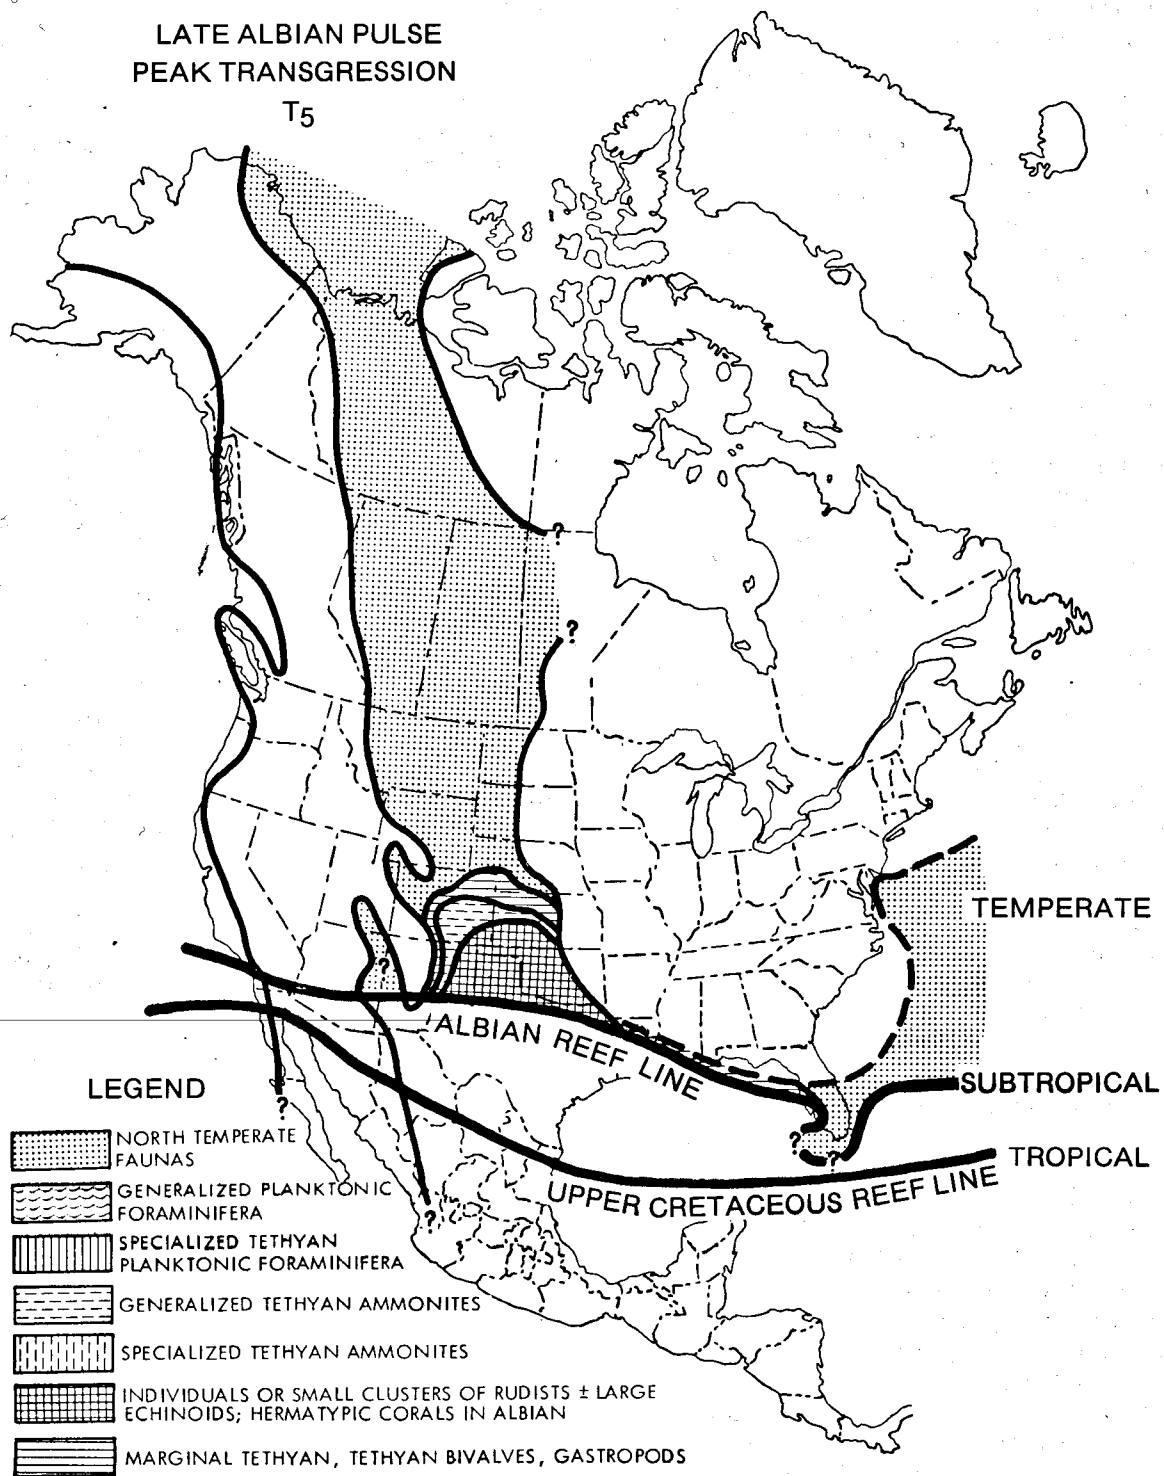 LATE ALBIAN PULSE
PEAK TRANSGRESSION
T5
?
?
TEMPERATE
?
ALBIAN REEF LINE
LEGEND
SUBTROPICAL
?
?
?
TROPICAL
UPPER CRETACEOUS REEF LINE
?
NORTH TEMPERATE
FAUNAS
GENERALIZED PLANKTONIC
FORAMINIFERA
SPECIALIZED TETHYAN
PLANKTONIC FORAMINIFERA
GENERALIZED TETHYAN AMMONITES
SPECIALIZED TETHYAN AMMONITES
INDIVIDUALS OR SMALL CLUSTERS OF RUDISTS ± LARGE
ECHINOIDS; HERMATYPIC CORALS IN ALBIAN
MARGINAL TETHYAN, TETHYAN BIVALVES, GASTROPODS